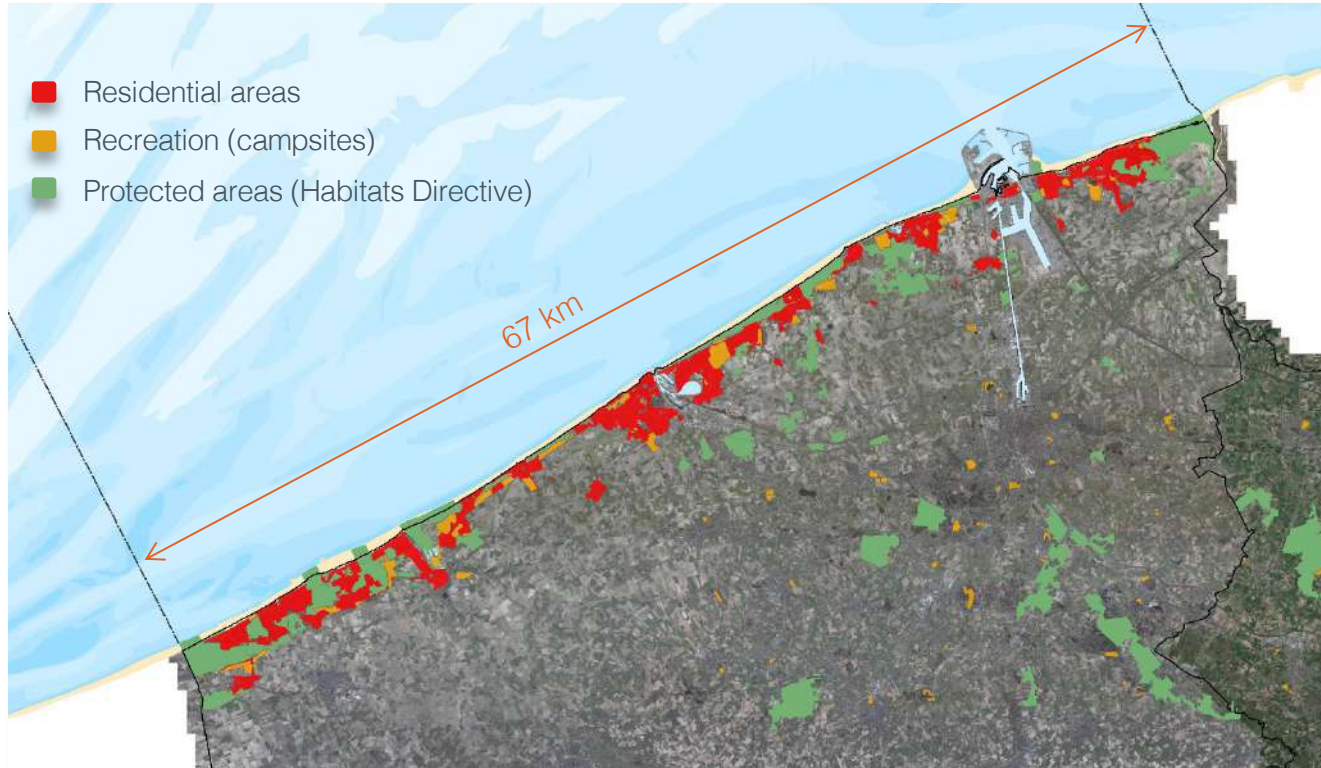 Residential areas
Recreation (campsites)
Protected areas (Habitats Directive)
67 km